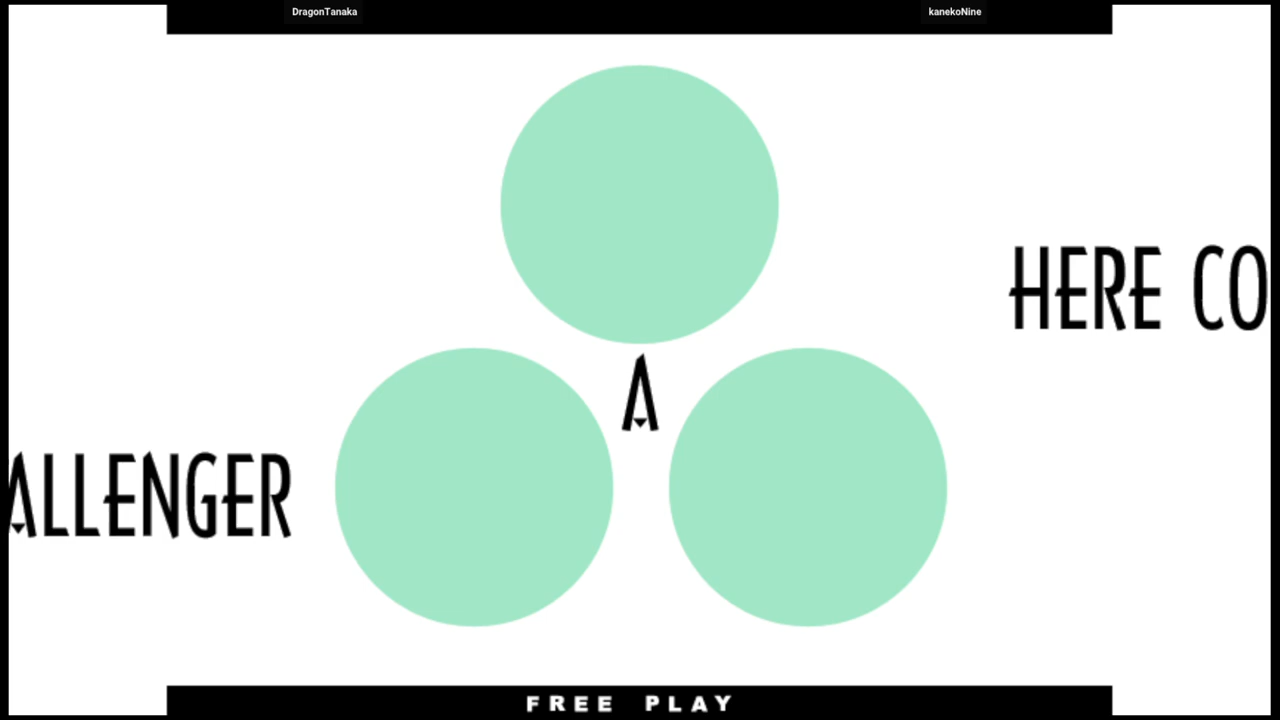 DragonTanaka
kanekoNine
HERE CO
A
ALLENGER
FREE PLAY